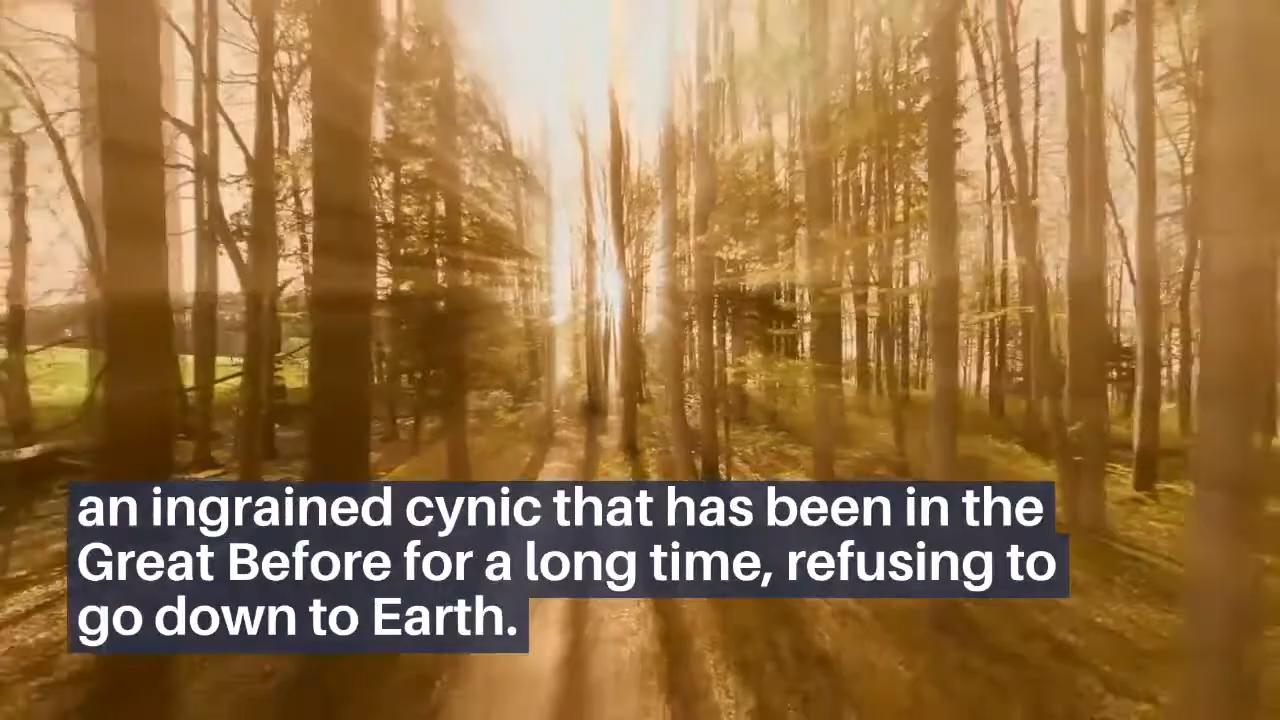 an ingrained cynic that has been in the
Great Before for a long time, refusing to
go down to Earth.